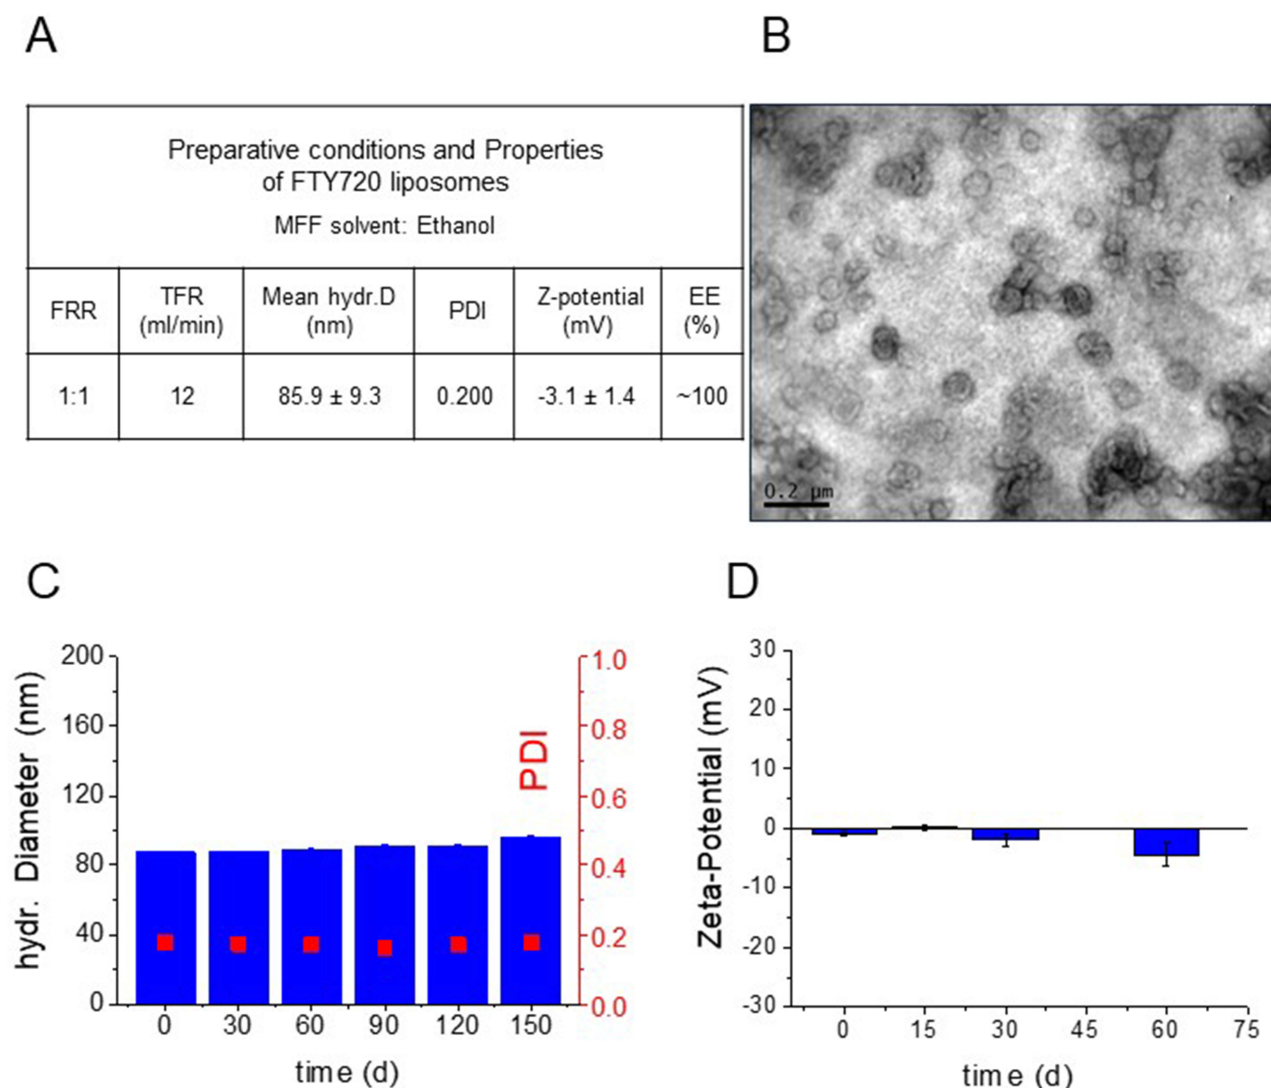 A
B
Preparative conditions and Properties
of FTY720 liposomes
MFF solvent: Ethanol
FRR
TFR
(ml/min)
Mean hydr.D
(nm)
PDI
Z-potential
(mV)
EE
(%)
1:1
12
85.9 ± 9.3
0.200
-3.1 ± 1.4
~100
0.2 µm
C
hydr. Diameter (nm)
200
160
120
80
40
0
PDI
1.0
0.8
0.6
0.4
0.2
0.0
0 30 60 90 120 150
time (d)
D
Zeta-Potential (mV)
30
20
10
0
-10
-20
-30
0 15 30 45 60 75
time (d)